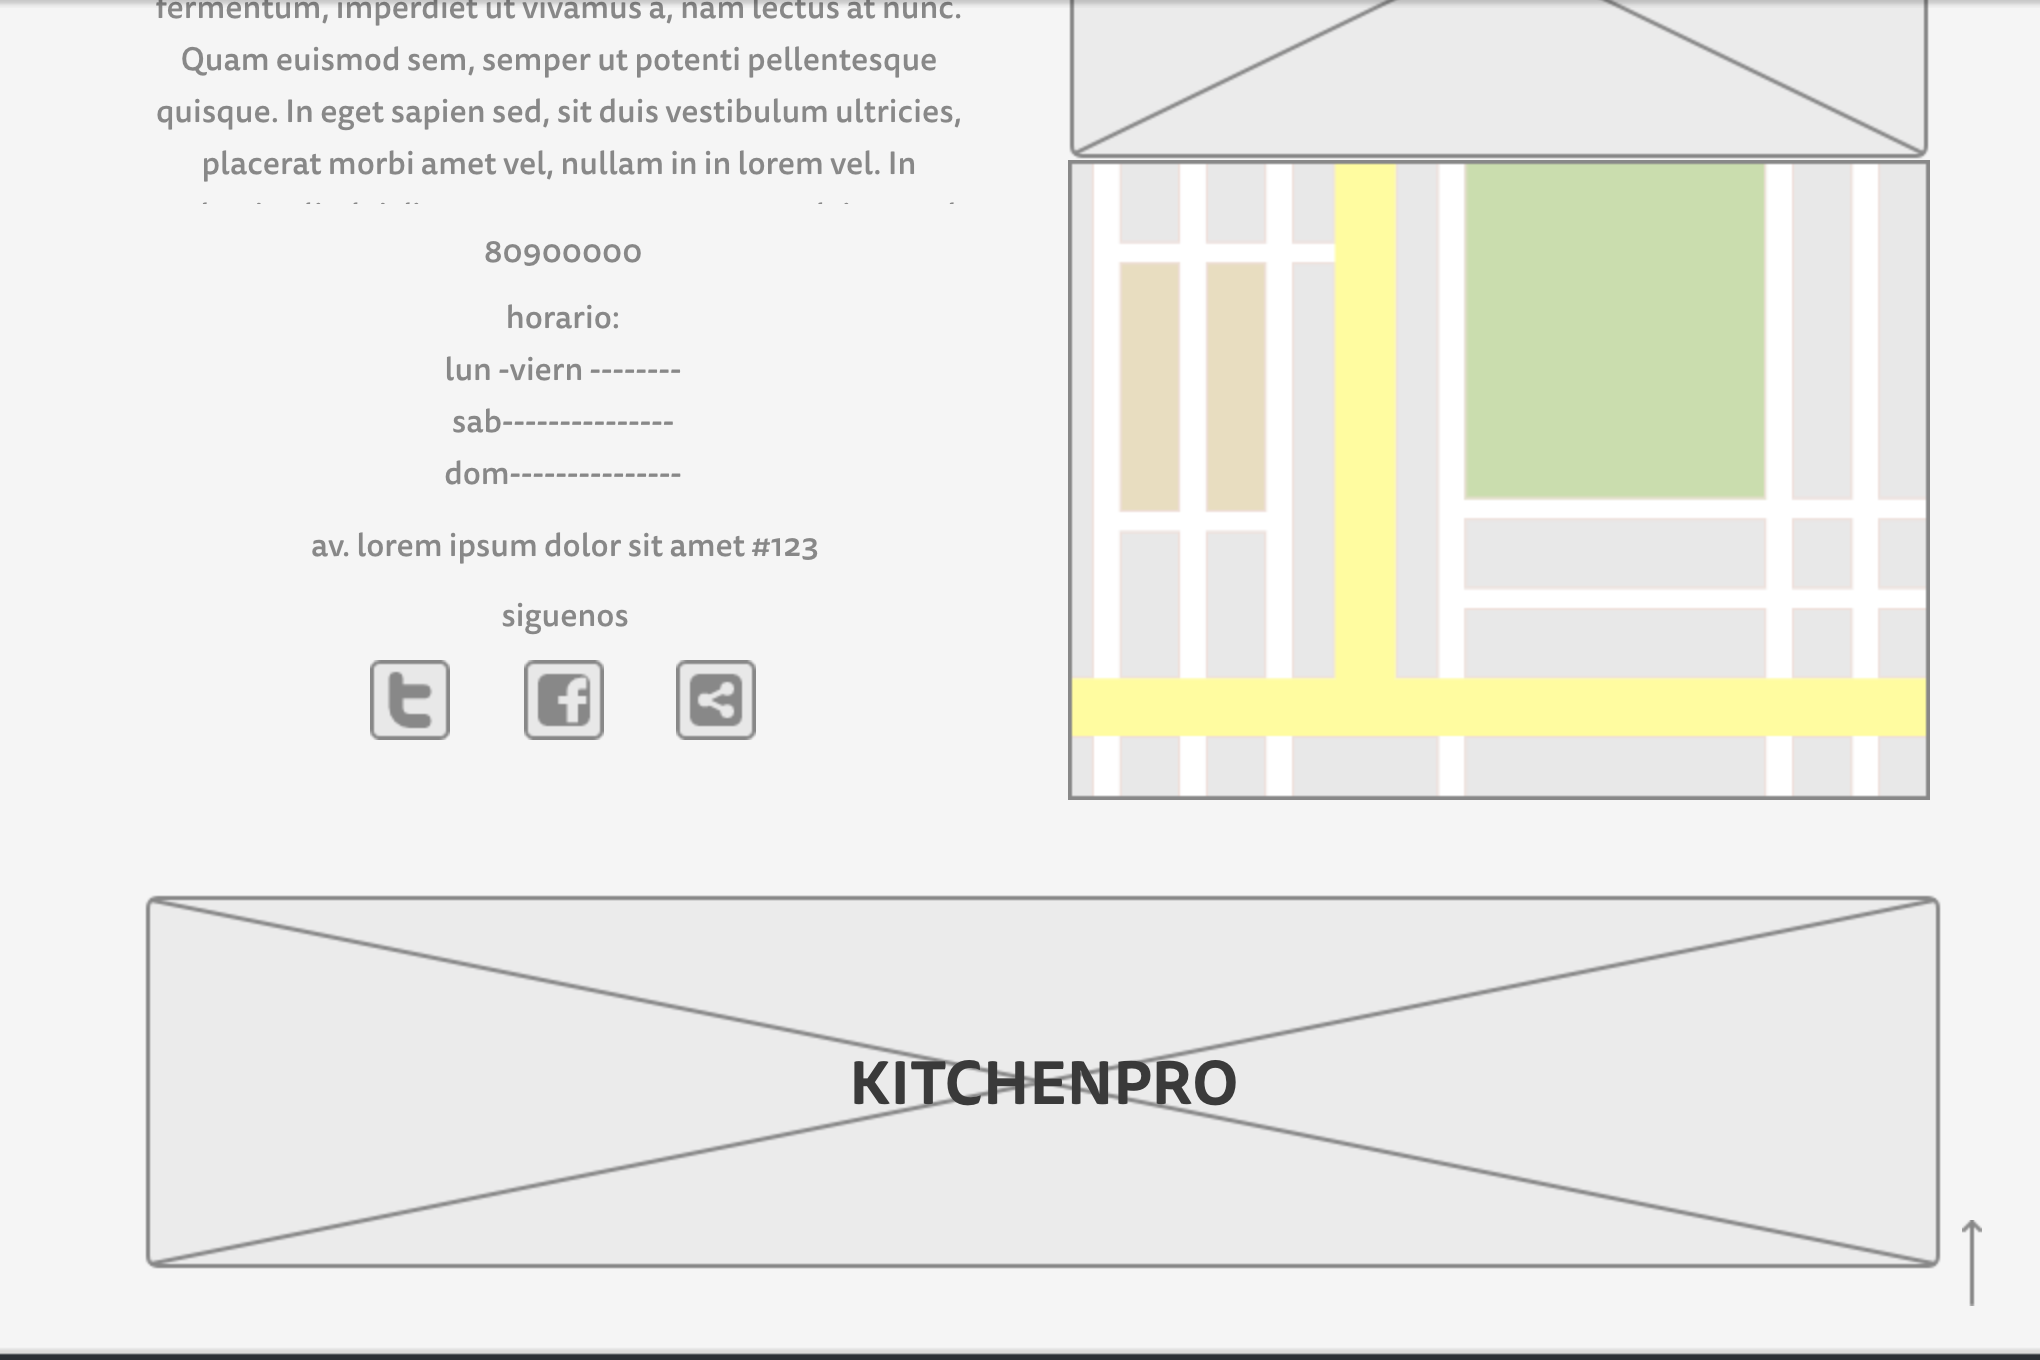 fermentum, imperdiet ut vivamus a, nam lectus at nunc.
Quam euismod sem, semper ut potenti pellentesque
quisque. In eget sapien sed, sit duis vestibulum ultricies,
placerat morbi amet vel, nullam in in lorem vel. In
80900000
horario:
lun -viern --------
sab---------------
dom---------------
av. lorem ipsum dolor sit amet #123
siguenos
KITCHENPRO